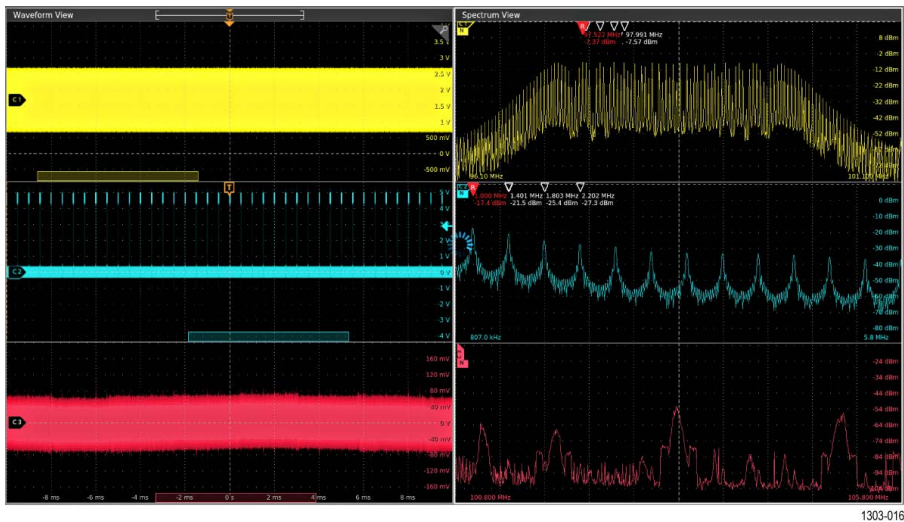 Waveform View
T
3.5 V
3 V
2.5 V
2 V
1.5 V
1 V
500 mV
0 V
-500 mV
C1
T
5 V
4 V
2 V
1 V
0 V
-1 V
-2 V
-3 V
-4 V
C2
160 mV
120 mV
80 mV
40 mV
0 V
-40 mV
-120 mV
-160 mV
C3
-8 ms -6 ms -4 ms -2 ms 0 s 2 ms 4 ms 6 ms 8 ms
Spectrum View
R
97.991 MHz
, -7.57 dBm
8 dBm
-2 dBm
-12 dBm
-22 dBm
-32 dBm
-42 dBm
-52 dBm
96.10 MHz
R
1.000 MHz 1.401 MHz 1.803 MHz 2.202 MHz
-17.4 dBm -21.5 dBm -25.4 dBm -27.3 dBm
0 dBm
-10 dBm
-20 dBm
-30 dBm
-40 dBm
-50 dBm
-60 dBm
-70 dBm
-80 dBm
807.0 kHz 5.8 MHz
-24 dBm
-34 dBm
-44 dBm
-54 dBm
-64 dBm
-74 dBm
-84 dBm
-94 dBm
100.800 MHz 105.800 MHz
1303-016